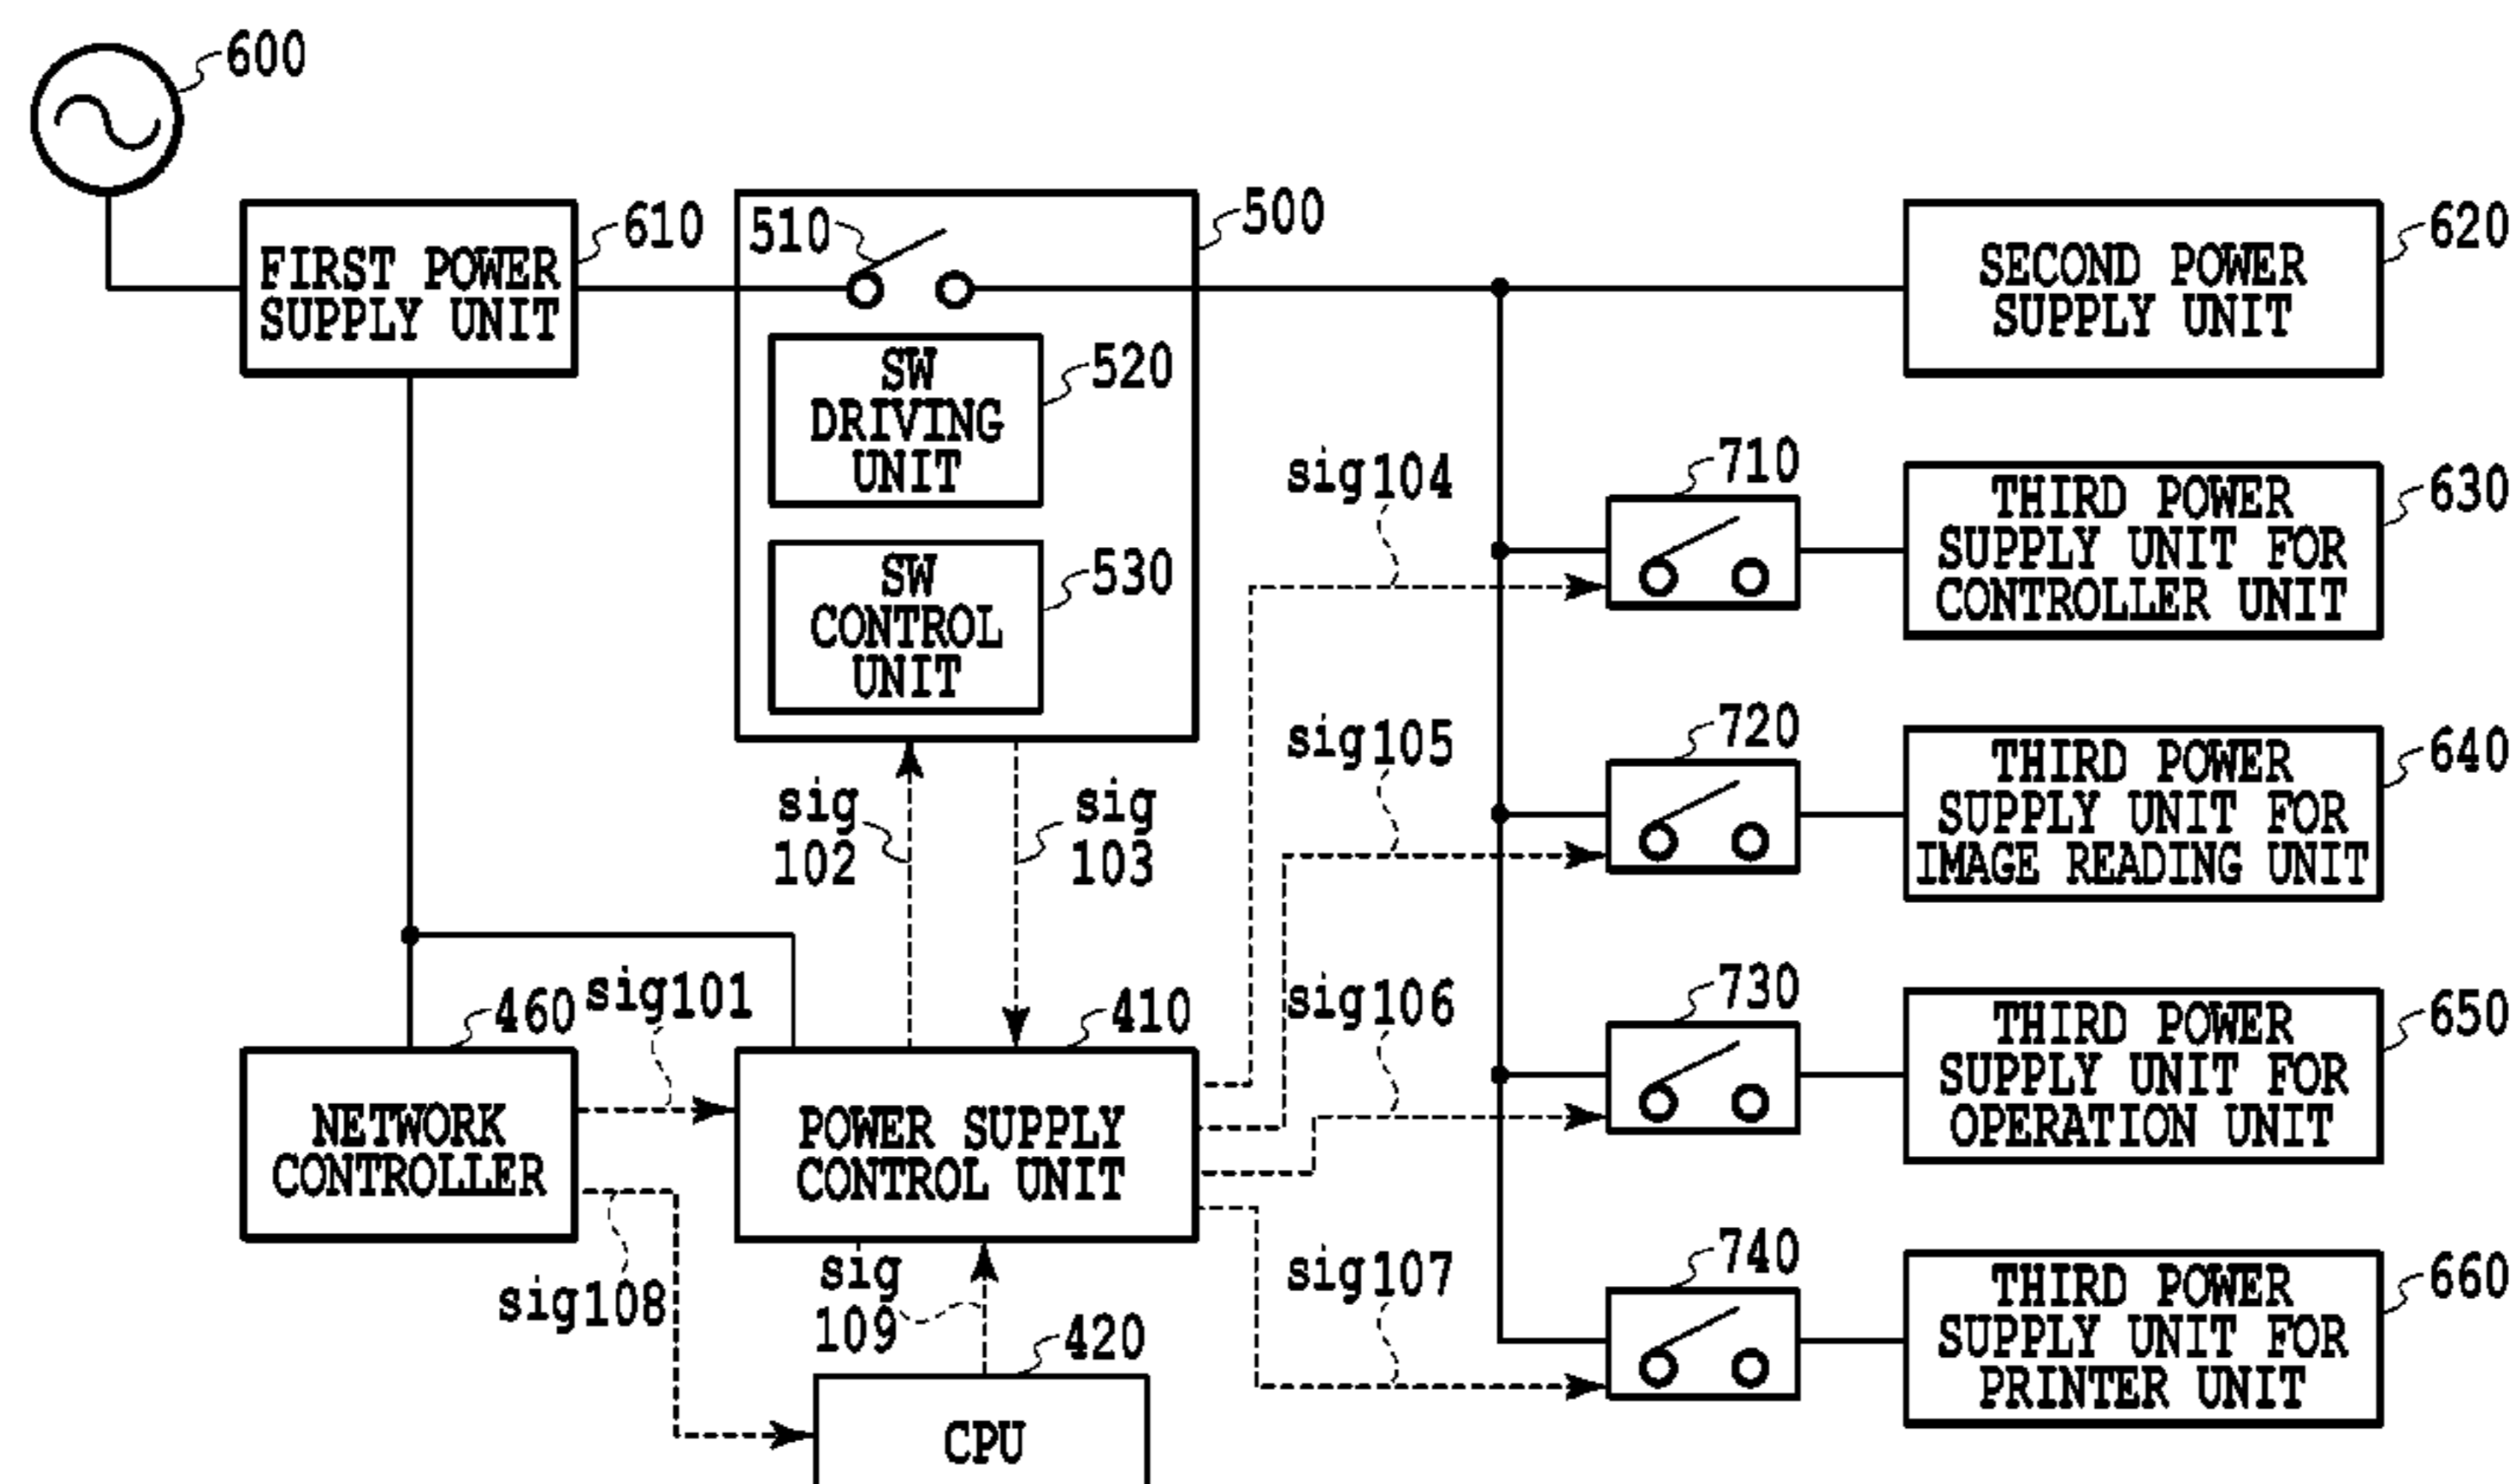 600
FIRST POWER
SUPPLY UNIT
610
510
500
SW
DRIVING
UNIT
520
SW
CONTROL
UNIT
530
SECOND POWER
SUPPLY UNIT
620
sig104
710
THIRD POWER
SUPPLY UNIT FOR
CONTROLLER UNIT
630
sig105
720
THIRD POWER
SUPPLY UNIT FOR
IMAGE READING UNIT
640
sig
102
sig
103
sig106
730
THIRD POWER
SUPPLY UNIT FOR
OPERATION UNIT
650
460
sig101
410
NETWORK
CONTROLLER
POWER SUPPLY
CONTROL UNIT
sig107
740
THIRD POWER
SUPPLY UNIT FOR
PRINTER UNIT
660
sig108
sig
109
420
CPU